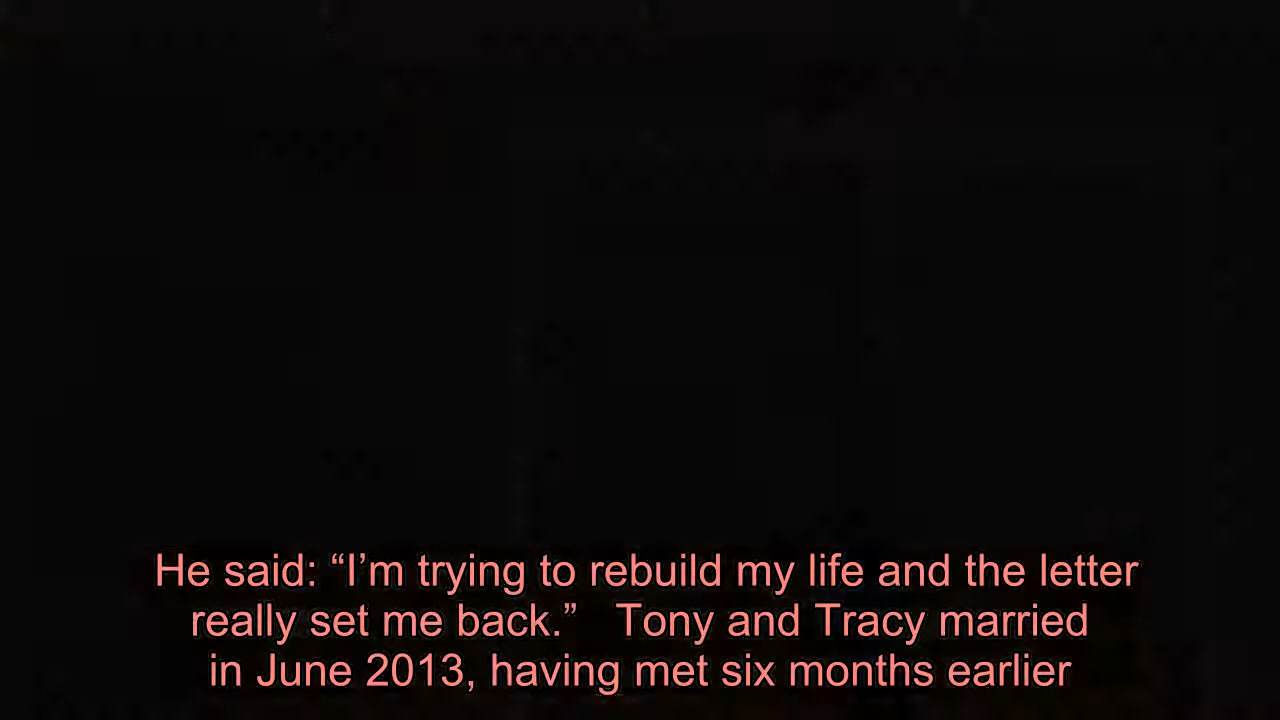 He said: “I’m trying to rebuild my life and the letter
really set me back.”   Tony and Tracy married
in June 2013, having met six months earlier